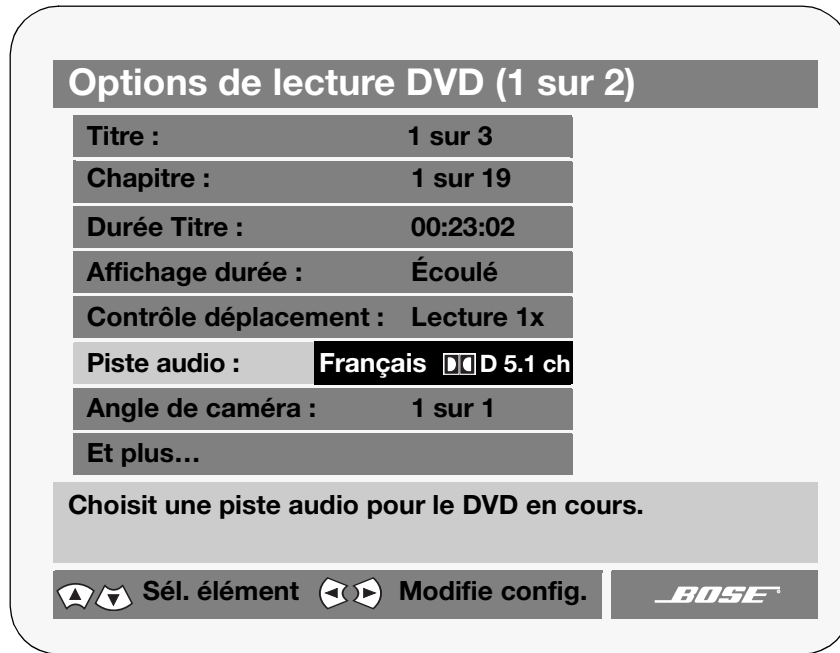 Options de lecture DVD (1 sur 2)
Titre : 1 sur 3
Chapitre : 1 sur 19
Durée Titre : 00:23:02
Affichage durée : Écoulé
Contrôle déplacement : Lecture 1x
Piste audio : Français D 5.1 ch
Angle de caméra : 1 sur 1
Et plus…
Choisit une piste audio pour le DVD en cours.
Sél. élément Modifie config. BOSE